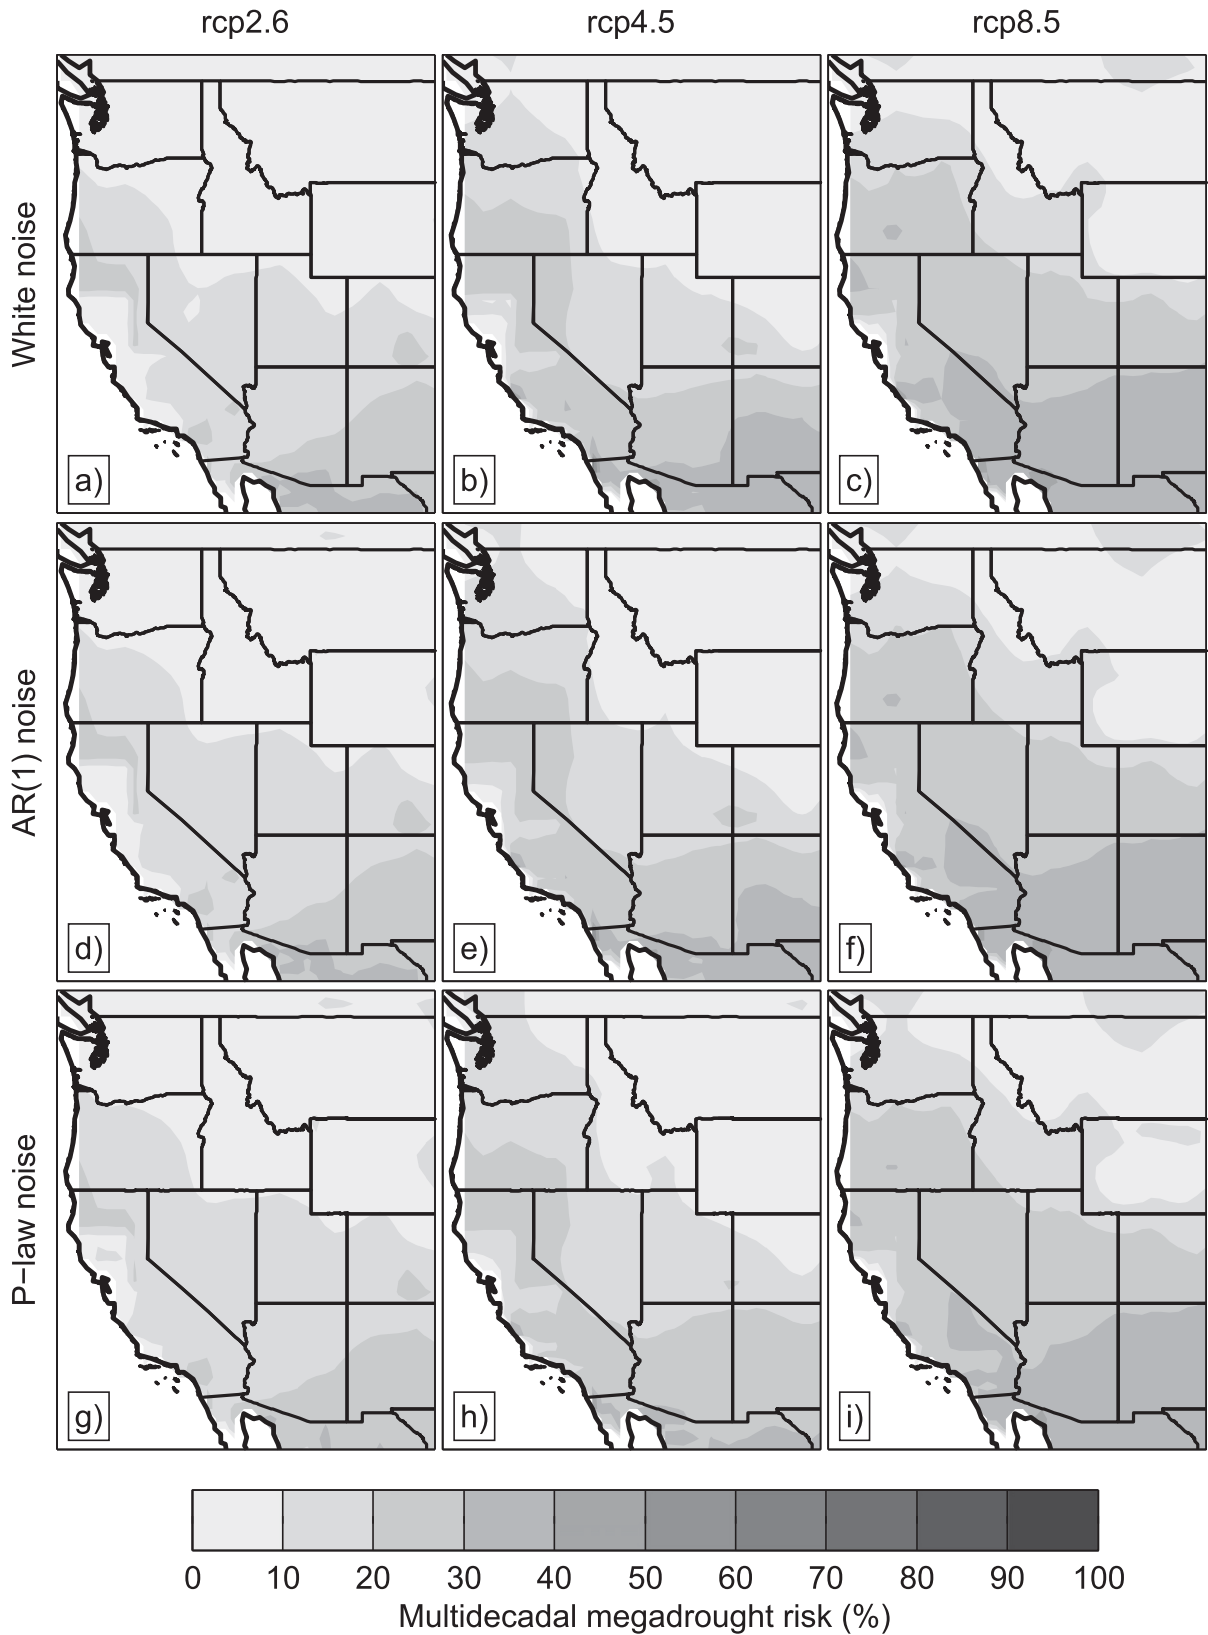 rcp2.6 rcp4.5 rcp8.5
White noise
a) b) c)
AR(1) noise
d) e) f)
P−law noise
g) h) i)
0 10 20 30 40 50 60 70 80 90 100
Multidecadal megadrought risk (%)